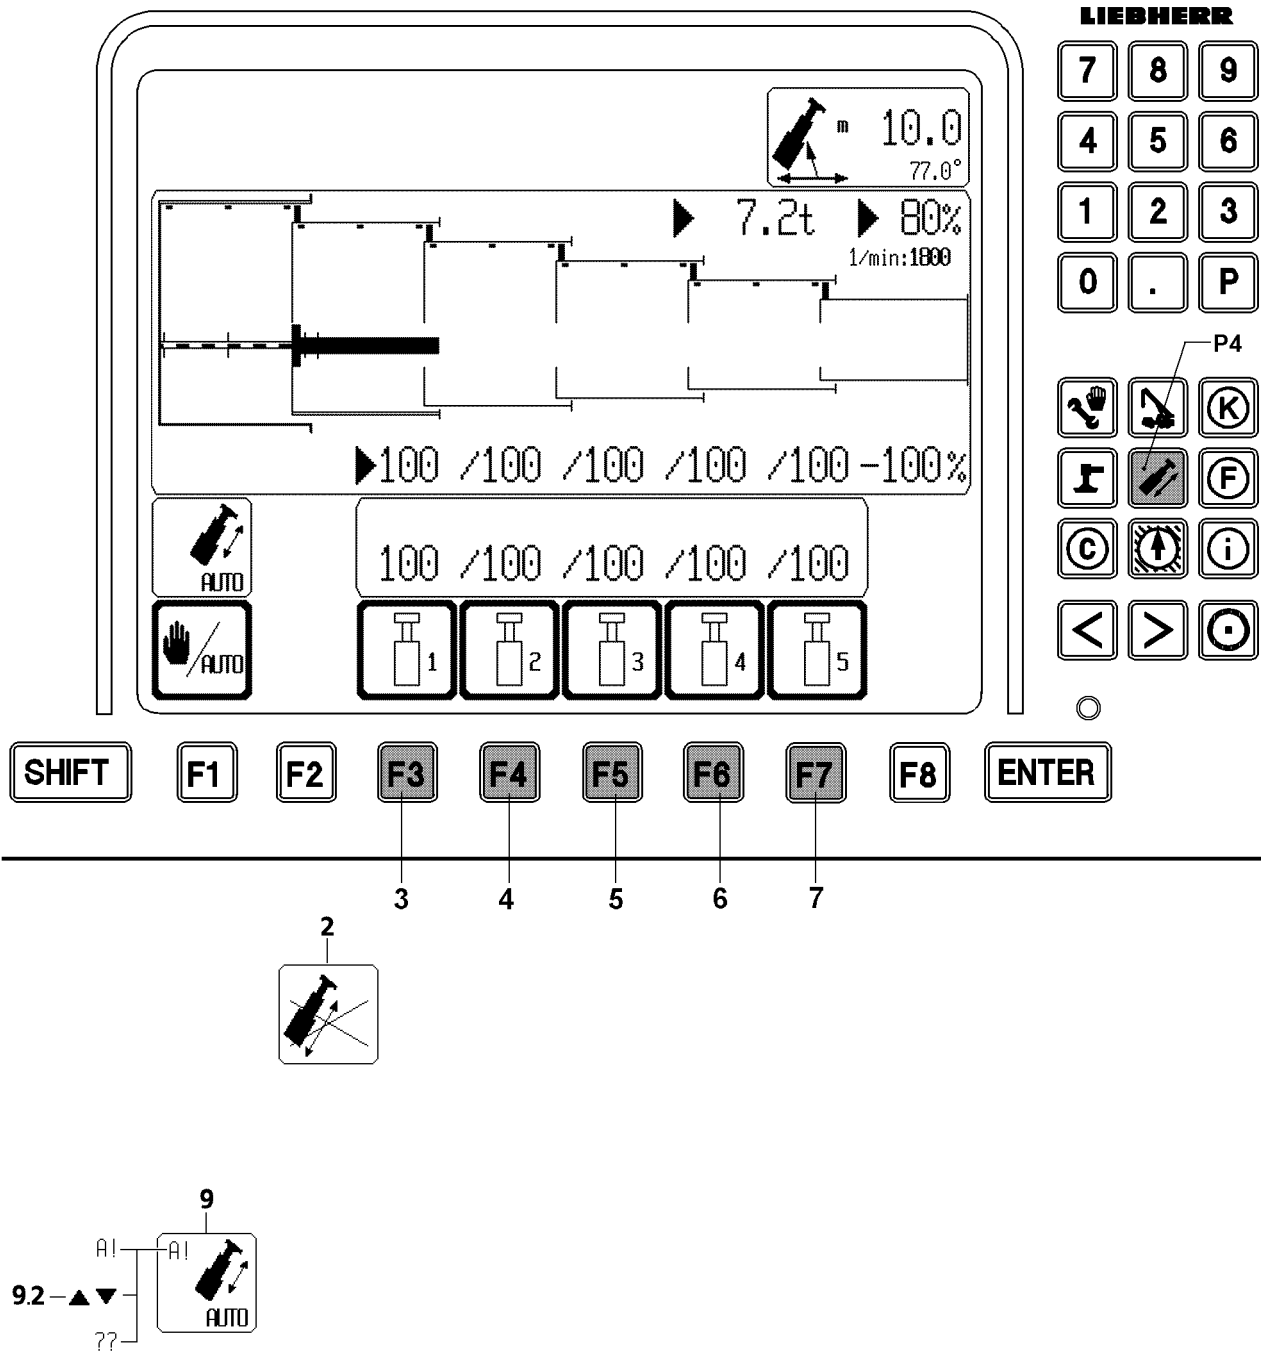 LIEBHERR
7 8 9
4 5 6
1 2 3
0 . P
m 10.0
77.0°
7.2t 80%
1/min:1800
P4
K
F
C i
< >
100 /100 /100 /100 /100 -100%
AUTO
100 /100 /100 /100 /100
/AUTO
1 2 3 4 5
SHIFT F1 F2 F3 F4 F5 F6 F7 F8 ENTER
3 4 5 6 7
2
9
A! A!
9.2 ▲ ▼
AUTO
??